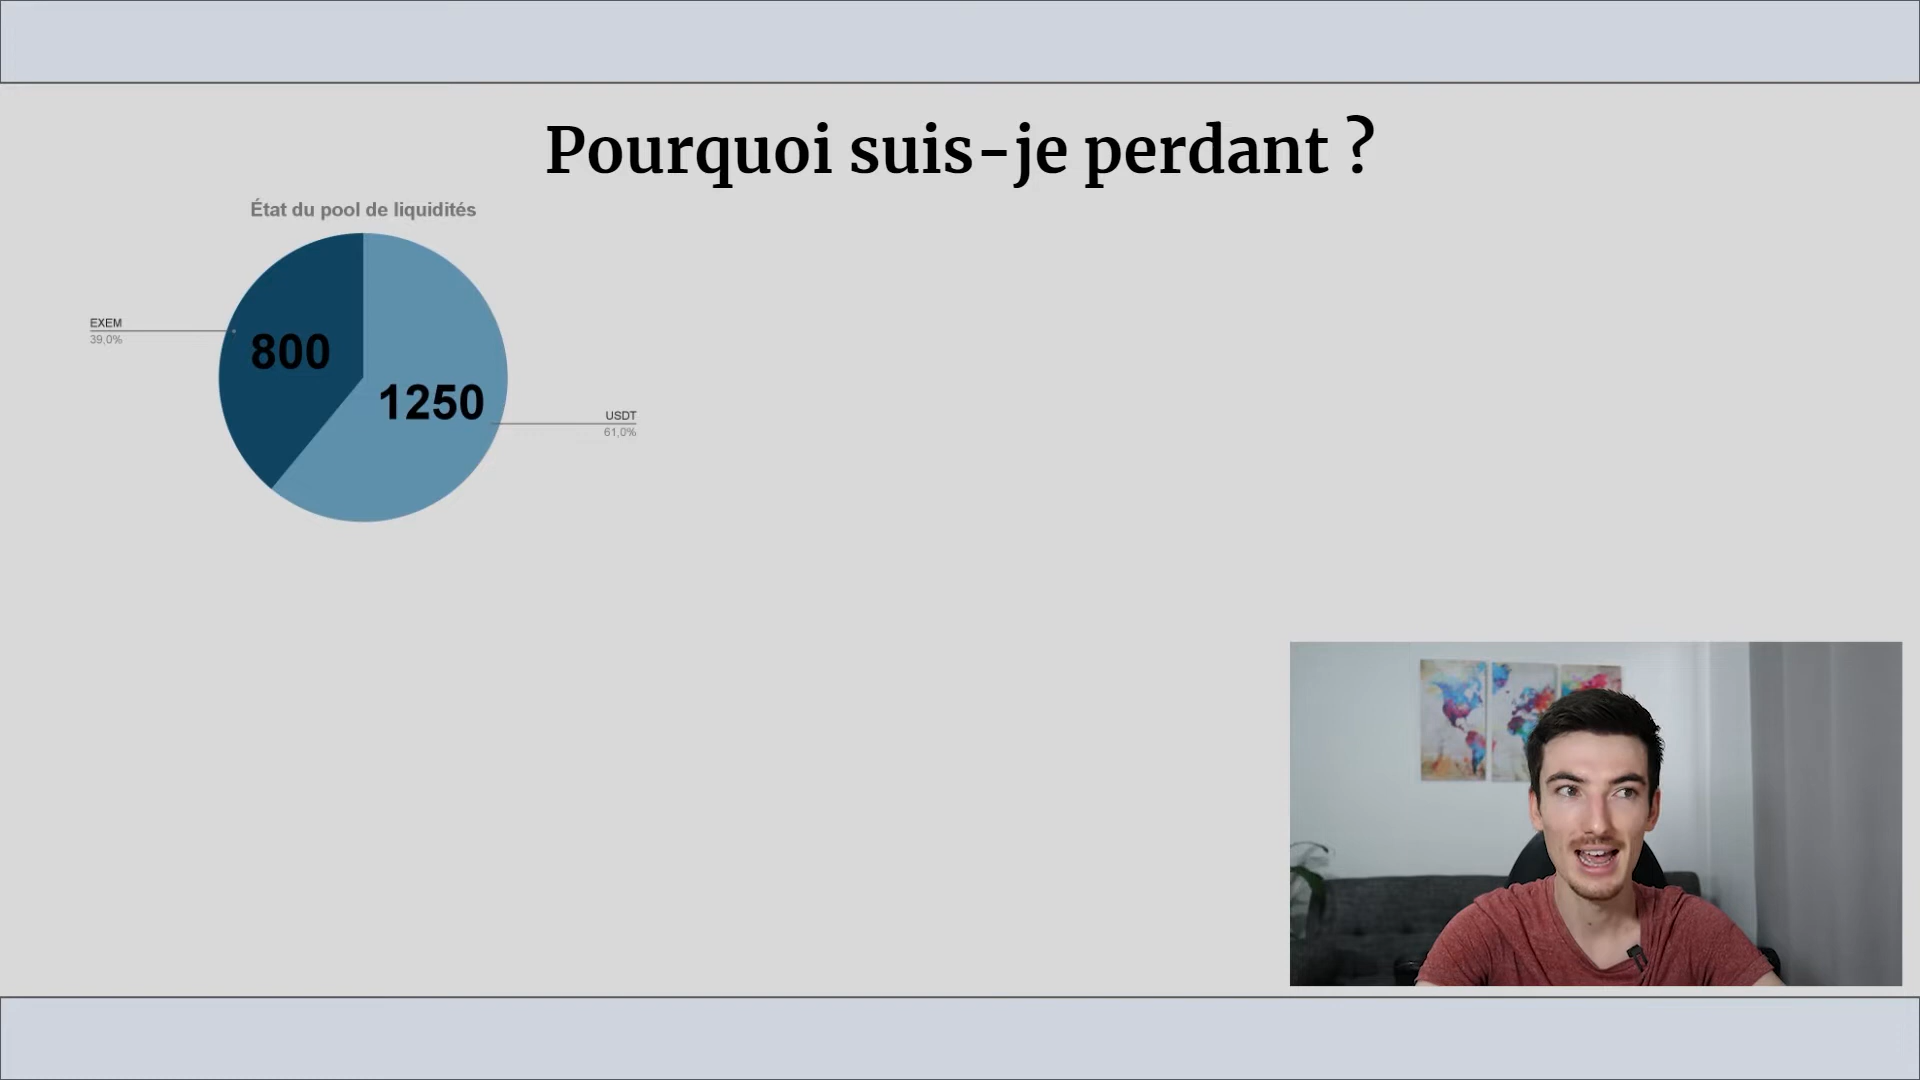 Pourquoi suis-je perdant ?
État du pool de liquidités
EXEM
39,0%
800
1250
USDT
61,0%